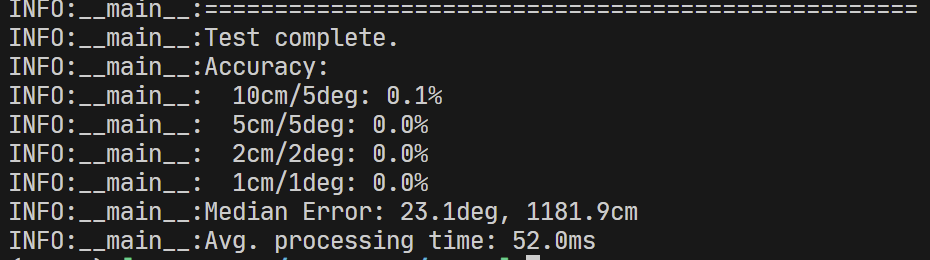 INFO:__main__:===================================================
INFO:__main__:Test complete.
INFO:__main__:Accuracy:
INFO:__main__:  10cm/5deg: 0.1%
INFO:__main__:  5cm/5deg: 0.0%
INFO:__main__:  2cm/2deg: 0.0%
INFO:__main__:  1cm/1deg: 0.0%
INFO:__main__:Median Error: 23.1deg, 1181.9cm
INFO:__main__:Avg. processing time: 52.0ms